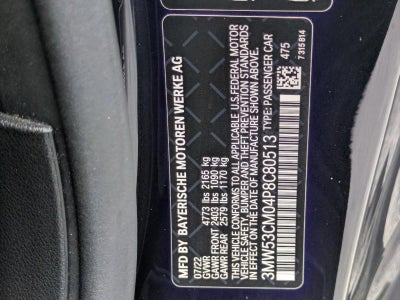 MFD BY BAYERISCHE MOTOREN WERKE AG
07/22
GVWR 4773 lbs 2165 kg
GAWR FRONT 2403 lbs 1090 kg
GAWR REAR 2579 lbs 1170 kg
THIS VEHICLE CONFORMS TO ALL APPLICABLE U.S. FEDERAL MOTOR
VEHICLE SAFETY, BUMPER, AND THEFT PREVENTION STANDARDS
IN EFFECT ON THE DATE OF MANUFACTURE SHOWN ABOVE.
3MW53CM04P8C80513 TYPE: PASSENGER CAR
475
7315814